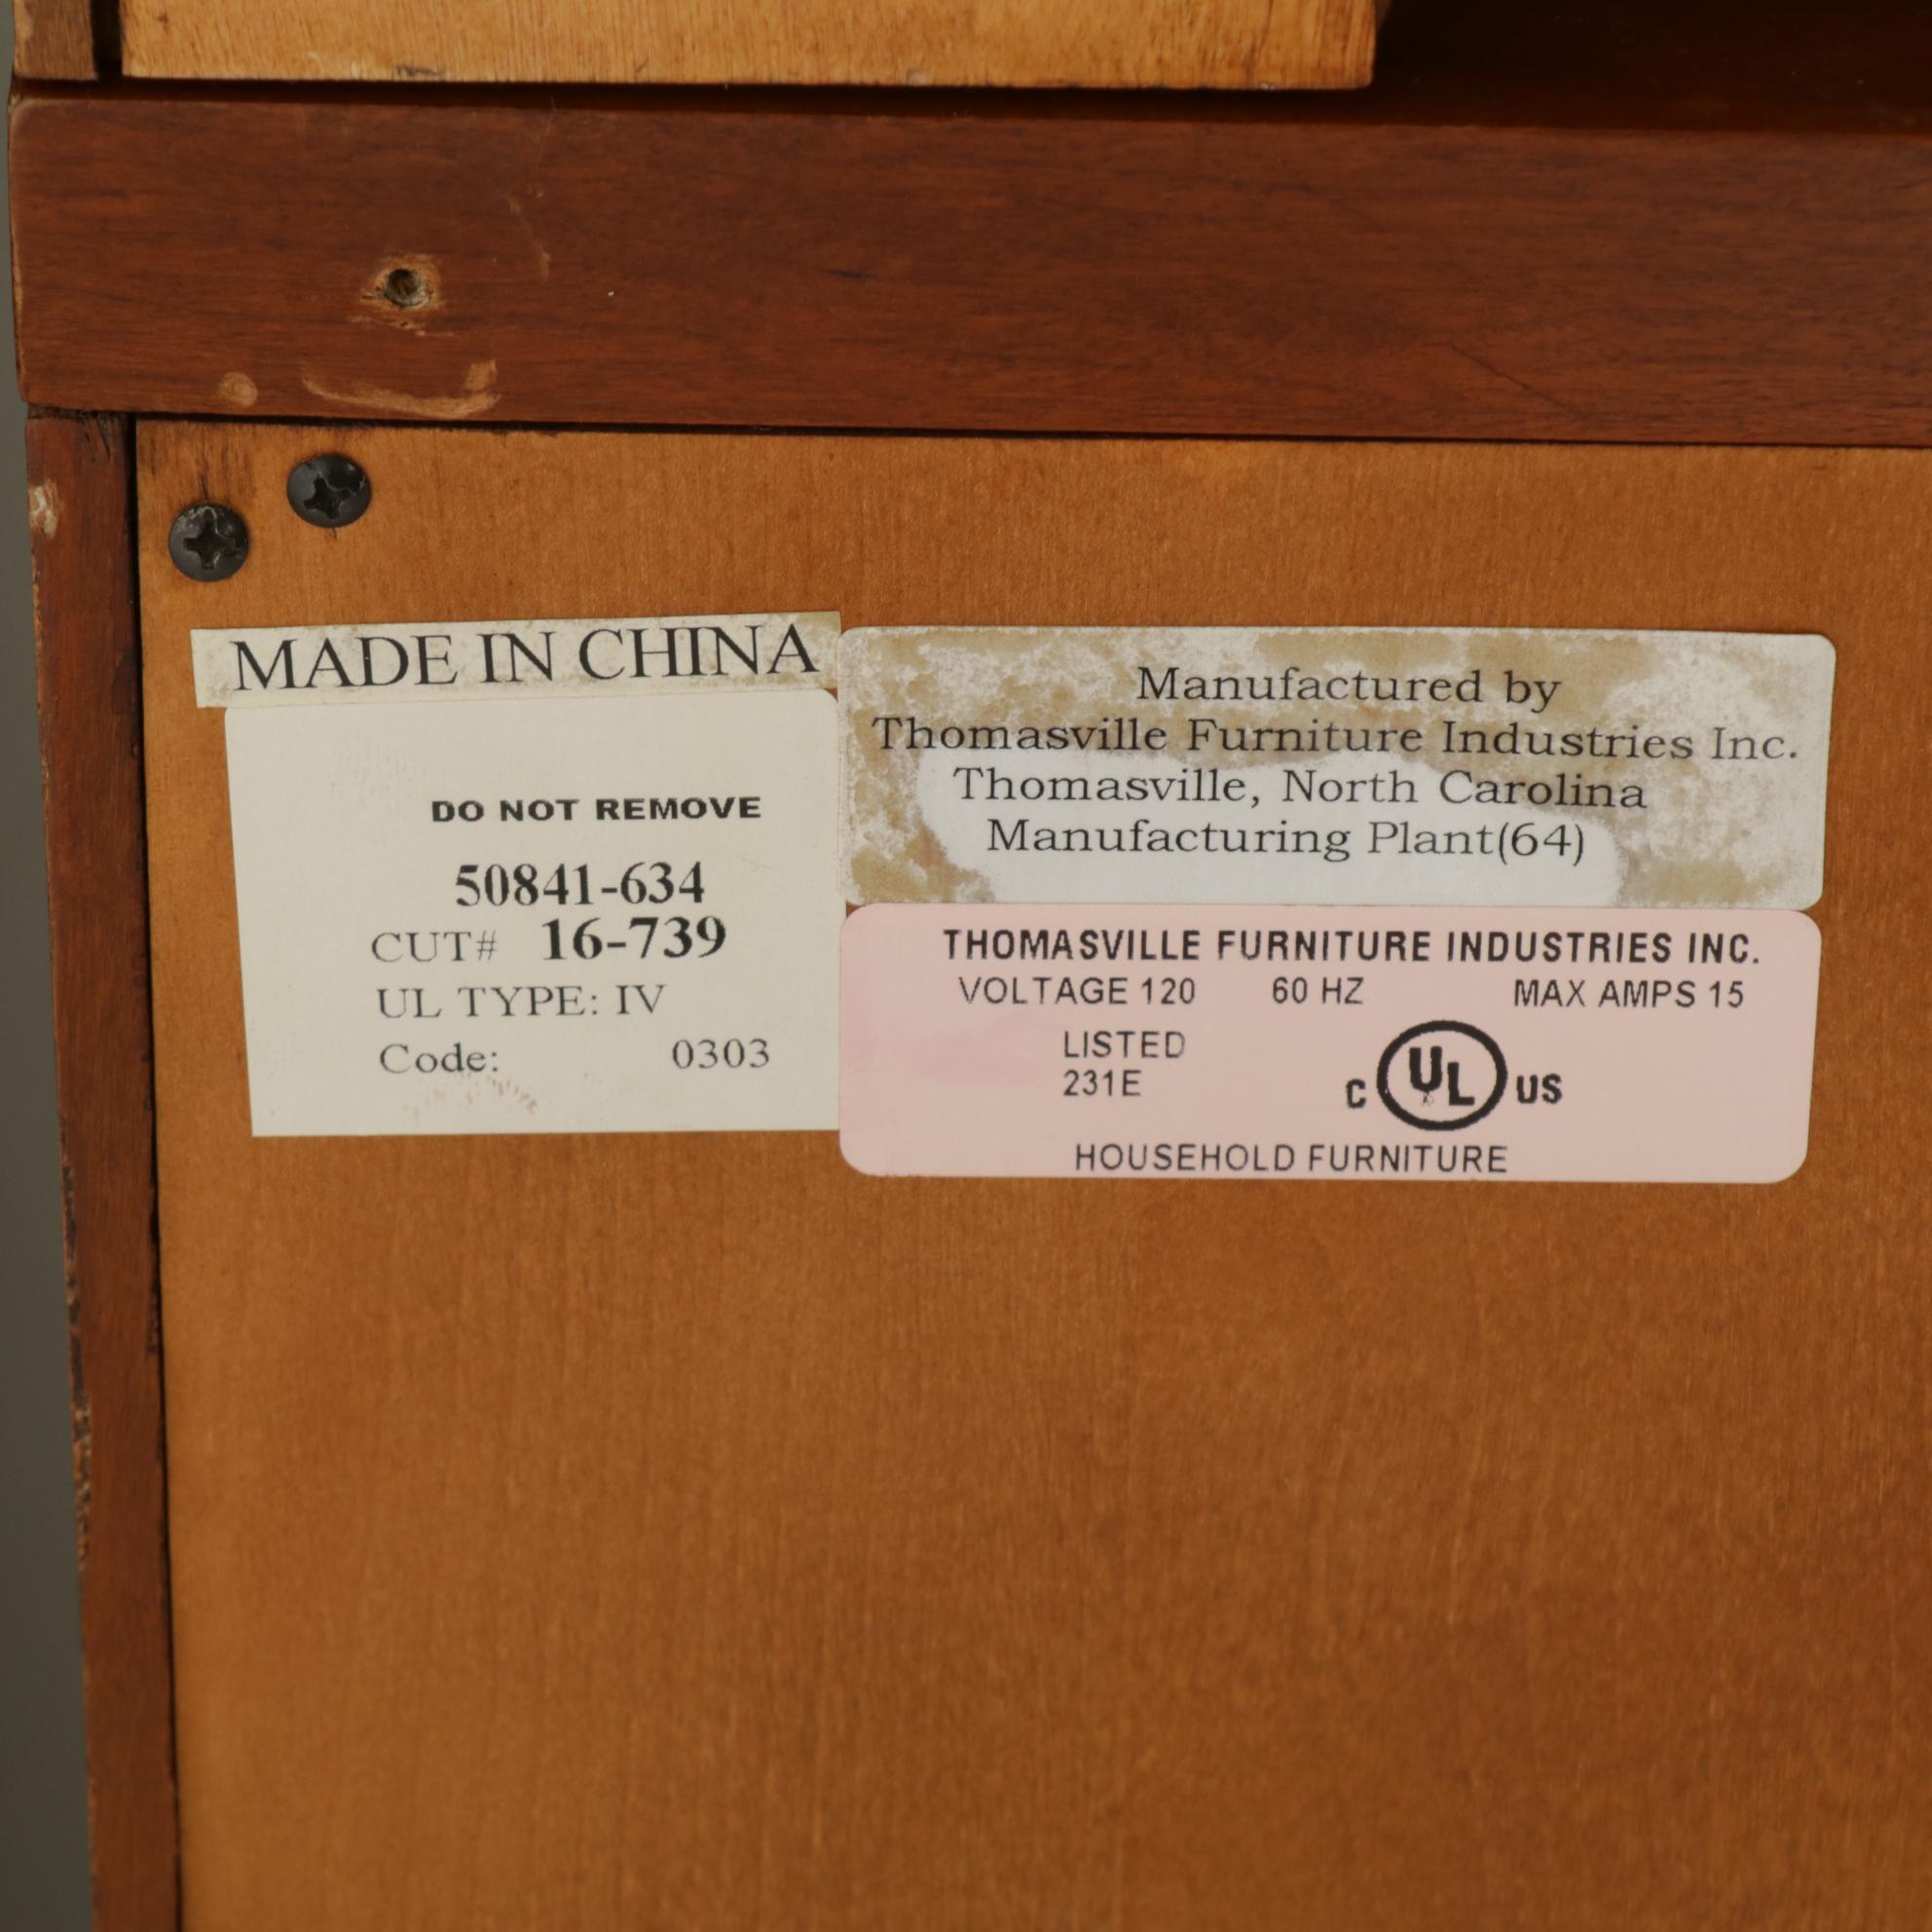 MADE IN CHINA
DO NOT REMOVE
50841-634
CUT# 16-739
UL TYPE: IV
Code: 0303
Manufactured by
Thomasville Furniture Industries Inc.
Thomasville, North Carolina
Manufacturing Plant(64)
THOMASVILLE FURNITURE INDUSTRIES INC.
VOLTAGE 120 60 HZ MAX AMPS 15
LISTED
231E
C UL US
HOUSEHOLD FURNITURE